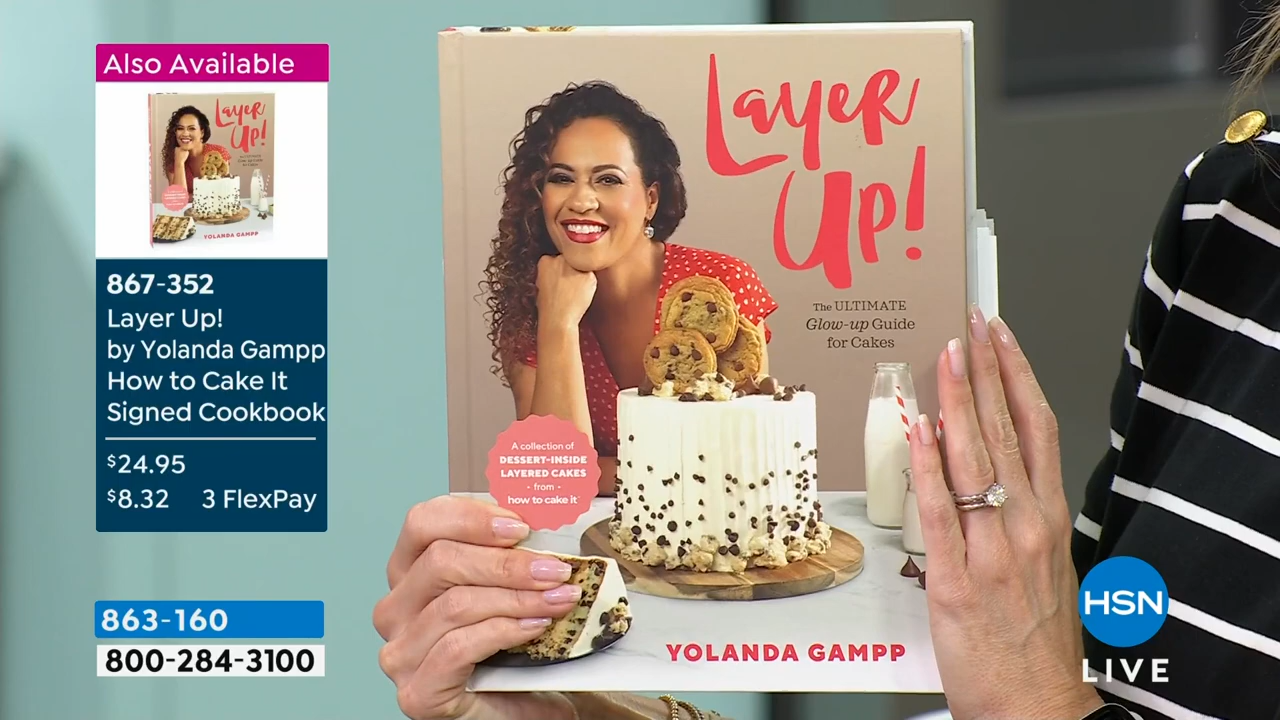 Also Available
Layer
Up!
YOLANDA GAMPP
867-352
Layer Up!
by Yolanda Gampp
How to Cake It
Signed Cookbook
$24.95
$8.32 3 FlexPay
863-160
800-284-3100
Layer
Up!
The ULTIMATE
Glow-up Guide
for Cakes
A collection of
DESSERT-INSIDE
LAYERED CAKES
• from •
how to cake it
YOLANDA GAMPP
HSN
LIVE